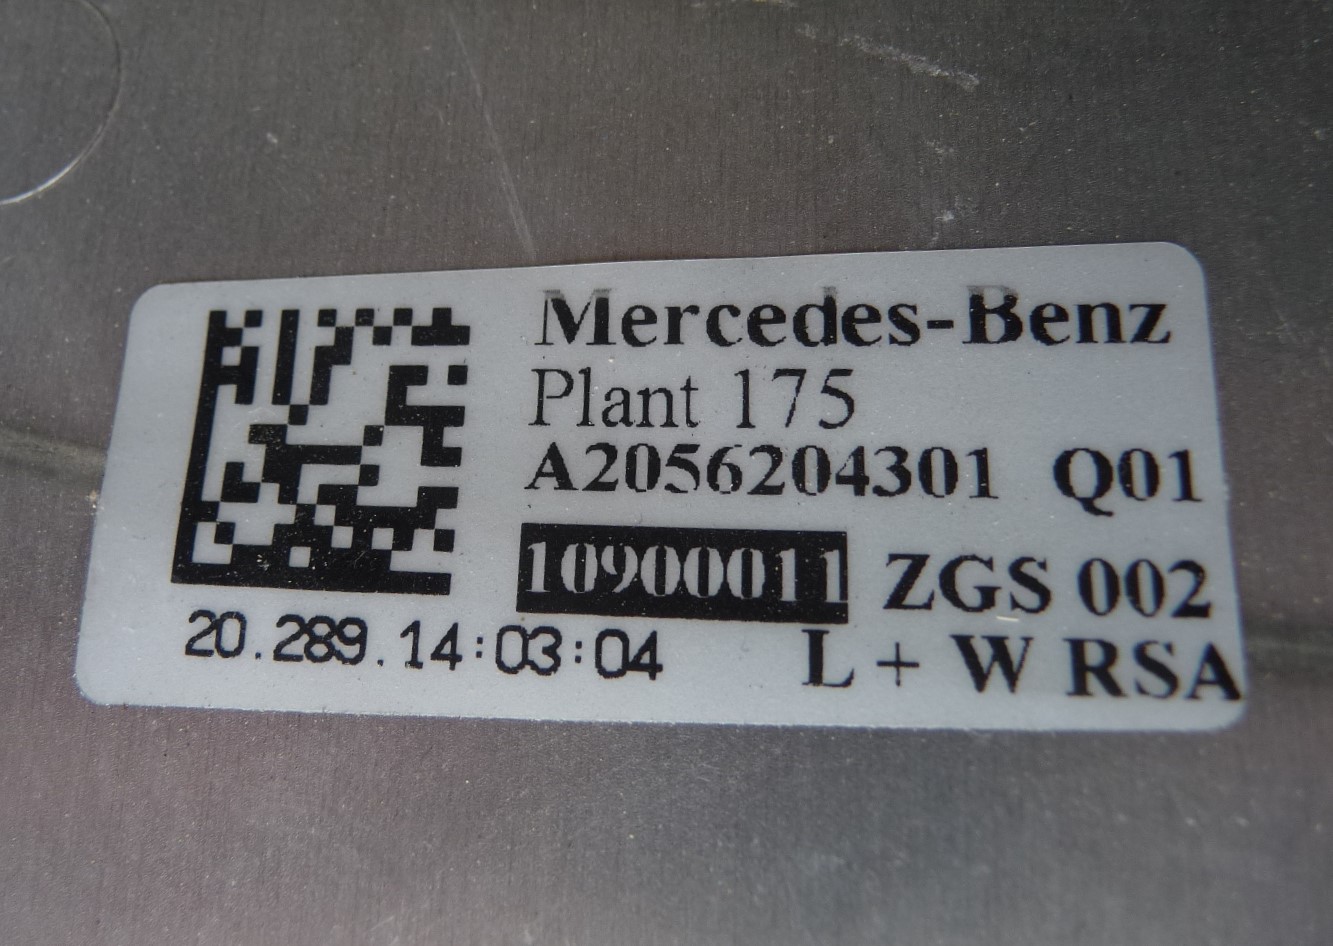 Mercedes-Benz
Plant 175
A2056204301 Q01
10900011 ZGS 002
20.289.14:03:04 L + W RSA